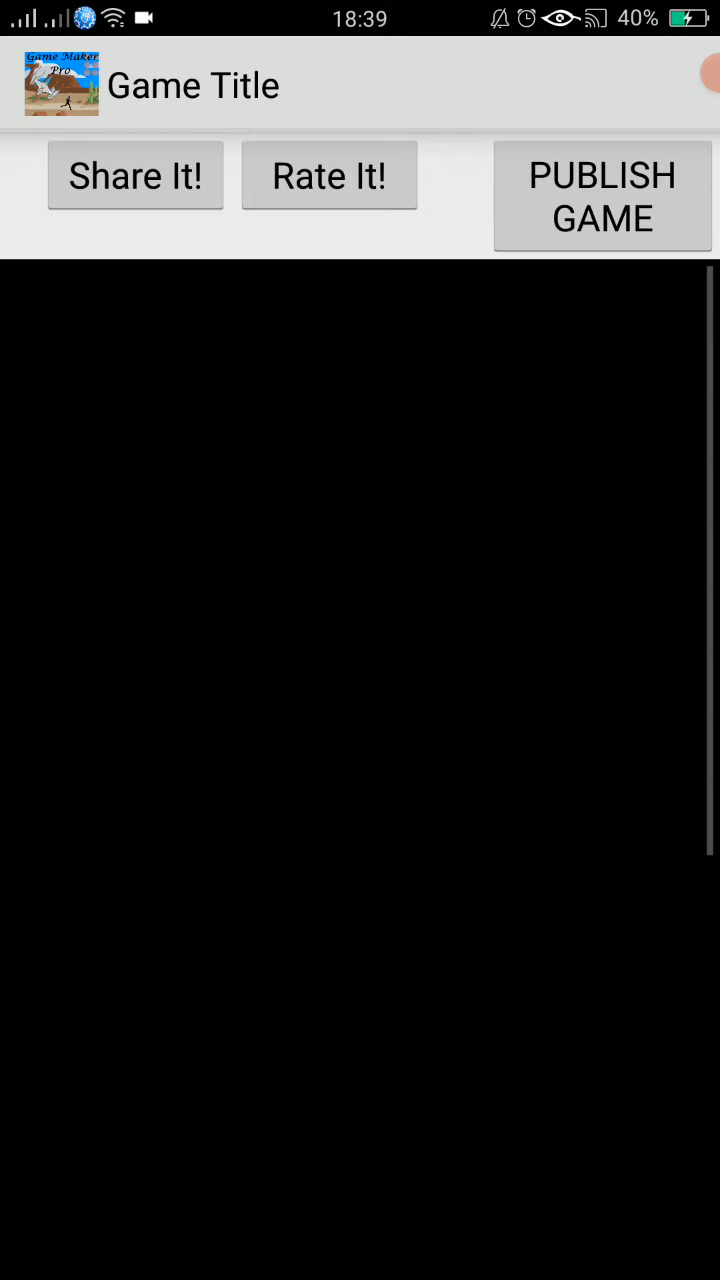 18:39
40%
Game Maker
Pro
Game Title
Share It!
Rate It!
PUBLISH
GAME